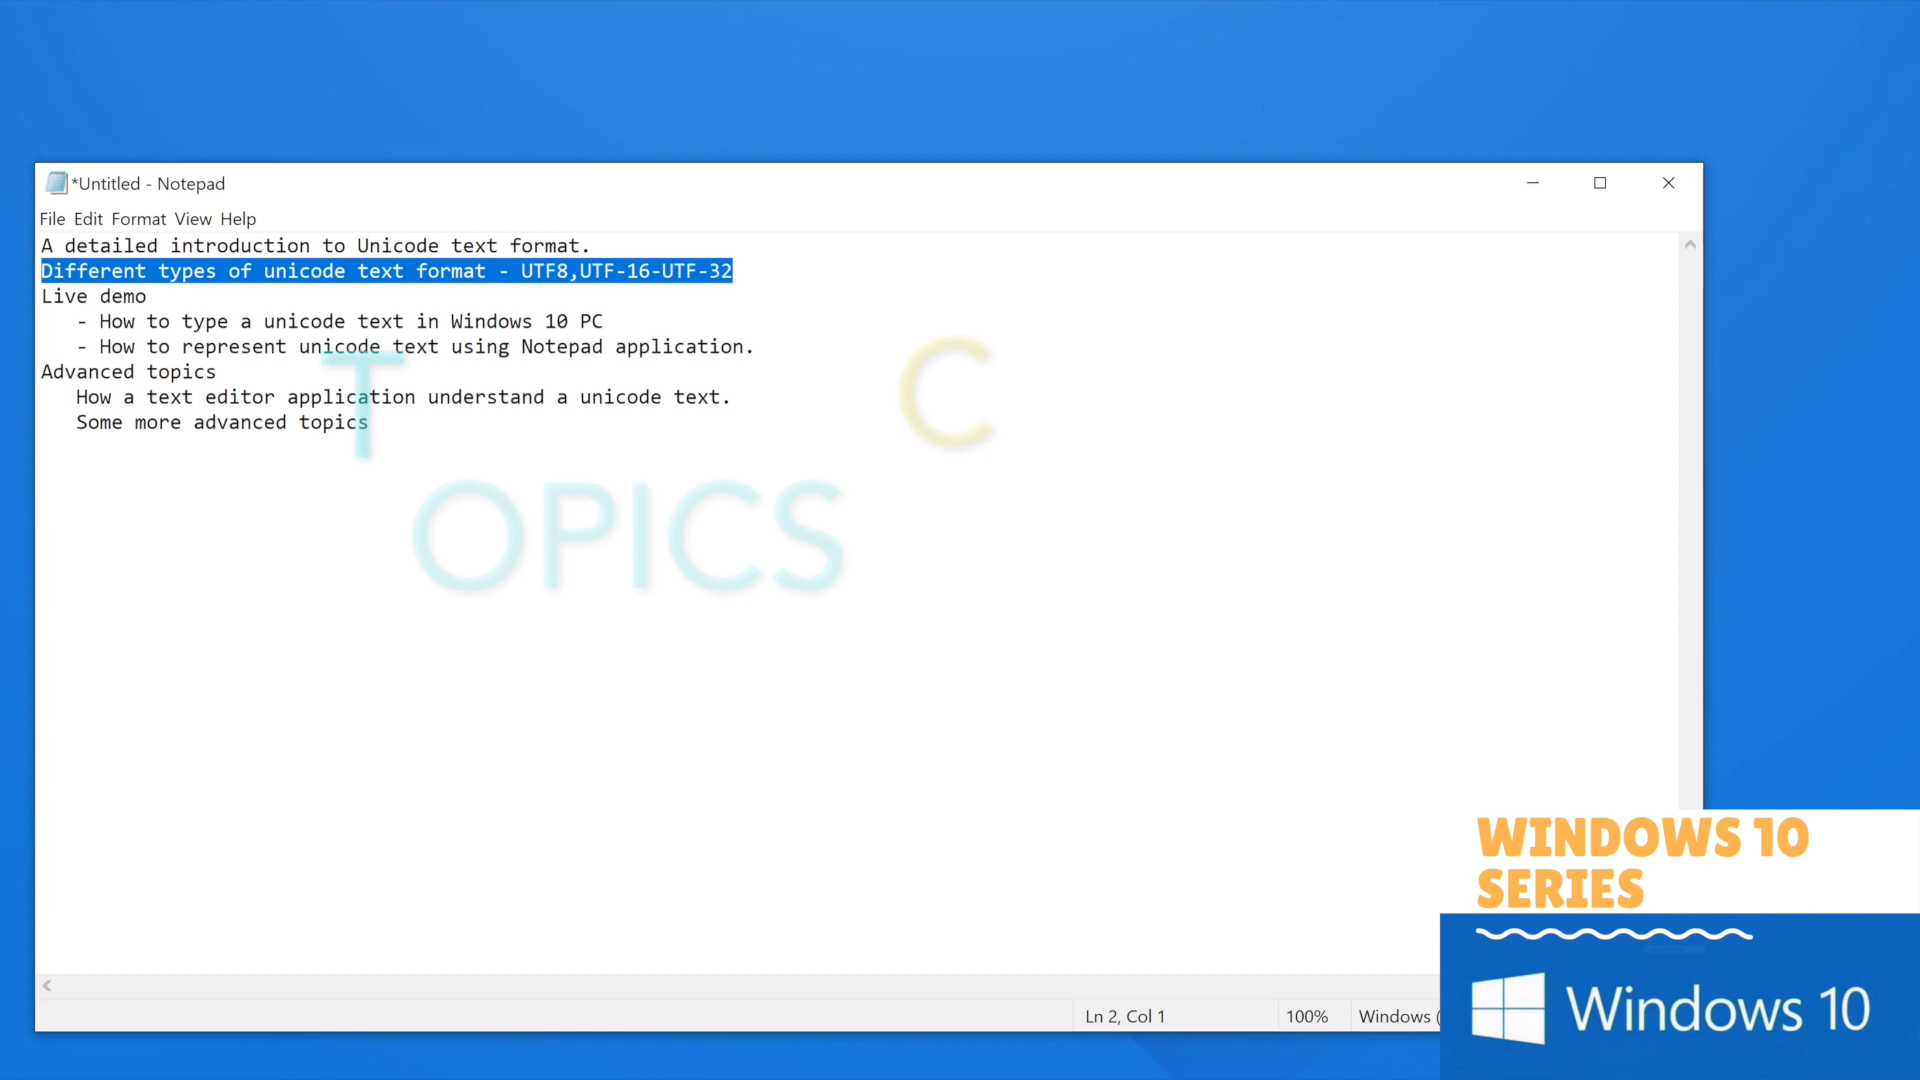 *Untitled - Notepad
File Edit Format View Help
A detailed introduction to Unicode text format.
Different types of unicode text format - UTF8,UTF-16-UTF-32
Live demo
- How to type a unicode text in Windows 10 PC
- How to represent unicode text using Notepad application.
Advanced topics
How a text editor application understand a unicode text.
Some more advanced topics
T C
OPICS
WINDOWS 10
SERIES
Windows 10
Ln 2, Col 1 100% Windows (